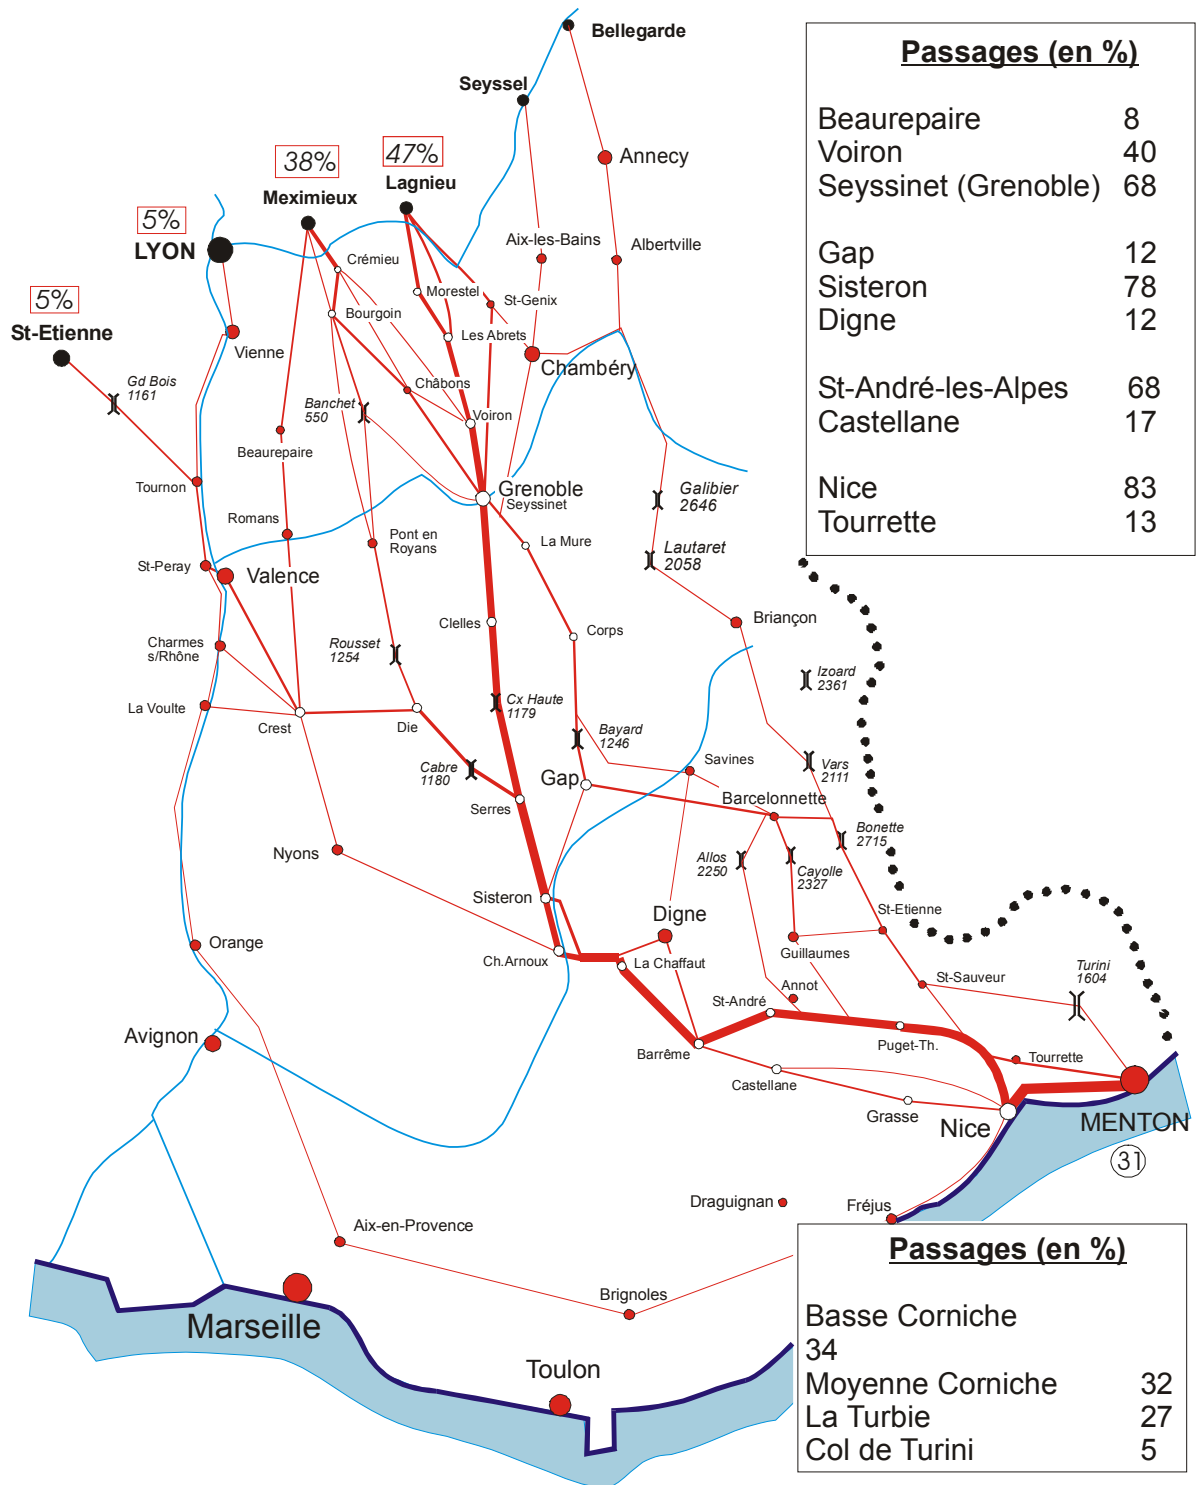 Bellegarde
Passages (en %)
Beaurepaire 8
Voiron 40
Seyssinet (Grenoble) 68
Gap 12
Sisteron 78
Digne 12
St-André-les-Alpes 68
Castellane 17
Nice 83
Tourrette 13
Seyssel
47%
Lagnieu
38%
Meximieux
5%
LYON
5%
St-Etienne
Annecy
Aix-les-Bains
Albertville
Crémieu
Morestel
St-Genix
Bourgoin
Les Abrets
Vienne
Chambéry
Gd Bois
1161
Châbons
Banchet
550
Voiron
Beaurepaire
Tournon
Grenoble
Seyssinet
Galibier
2646
Romans
Pont en
Royans
La Mure
Lautaret
2058
St-Peray
Valence
Clelles
Corps
Briançon
Charmes
s/Rhône
Rousset
1254
Izoard
2361
La Voulte
Crest
Die
Cx Haute
1179
Bayard
1246
Cabre
1180
Gap
Savines
Vars
2111
Serres
Barcelonnette
Nyons
Allos
2250
Cayolle
2327
Bonette
2715
Sisteron
Digne
St-Etienne
Orange
Ch.Arnoux
La Chaffaut
Guillaumes
St-Sauveur
Turini
1604
Annot
St-André
Avignon
Barrême
Puget-Th.
Tourrette
Castellane
Grasse
Nice
MENTON
31
Draguignan
Fréjus
Aix-en-Provence
Brignoles
Marseille
Toulon
Passages (en %)
Basse Corniche
34
Moyenne Corniche 32
La Turbie 27
Col de Turini 5